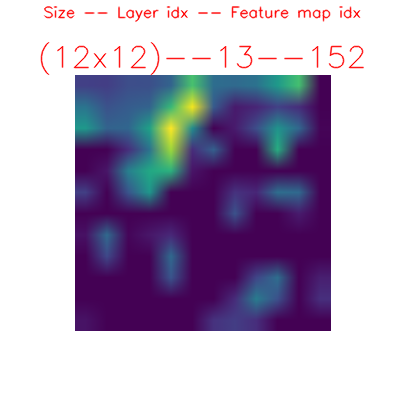 Size -- Layer idx -- Feature map idx
(12x12)--13--152